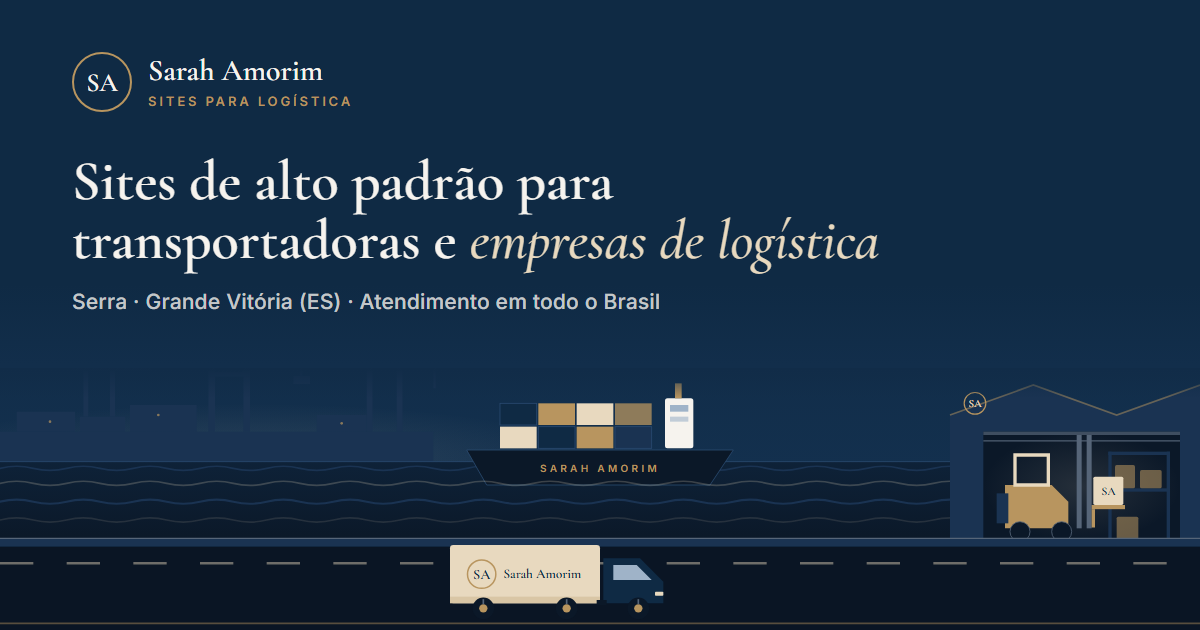 SA
Sarah Amorim
SITES PARA LOGÍSTICA
Sites de alto padrão para
transportadoras e empresas de logística
Serra · Grande Vitória (ES) · Atendimento em todo o Brasil
SA
SARAH AMORIM
SA
SA
Sarah Amorim